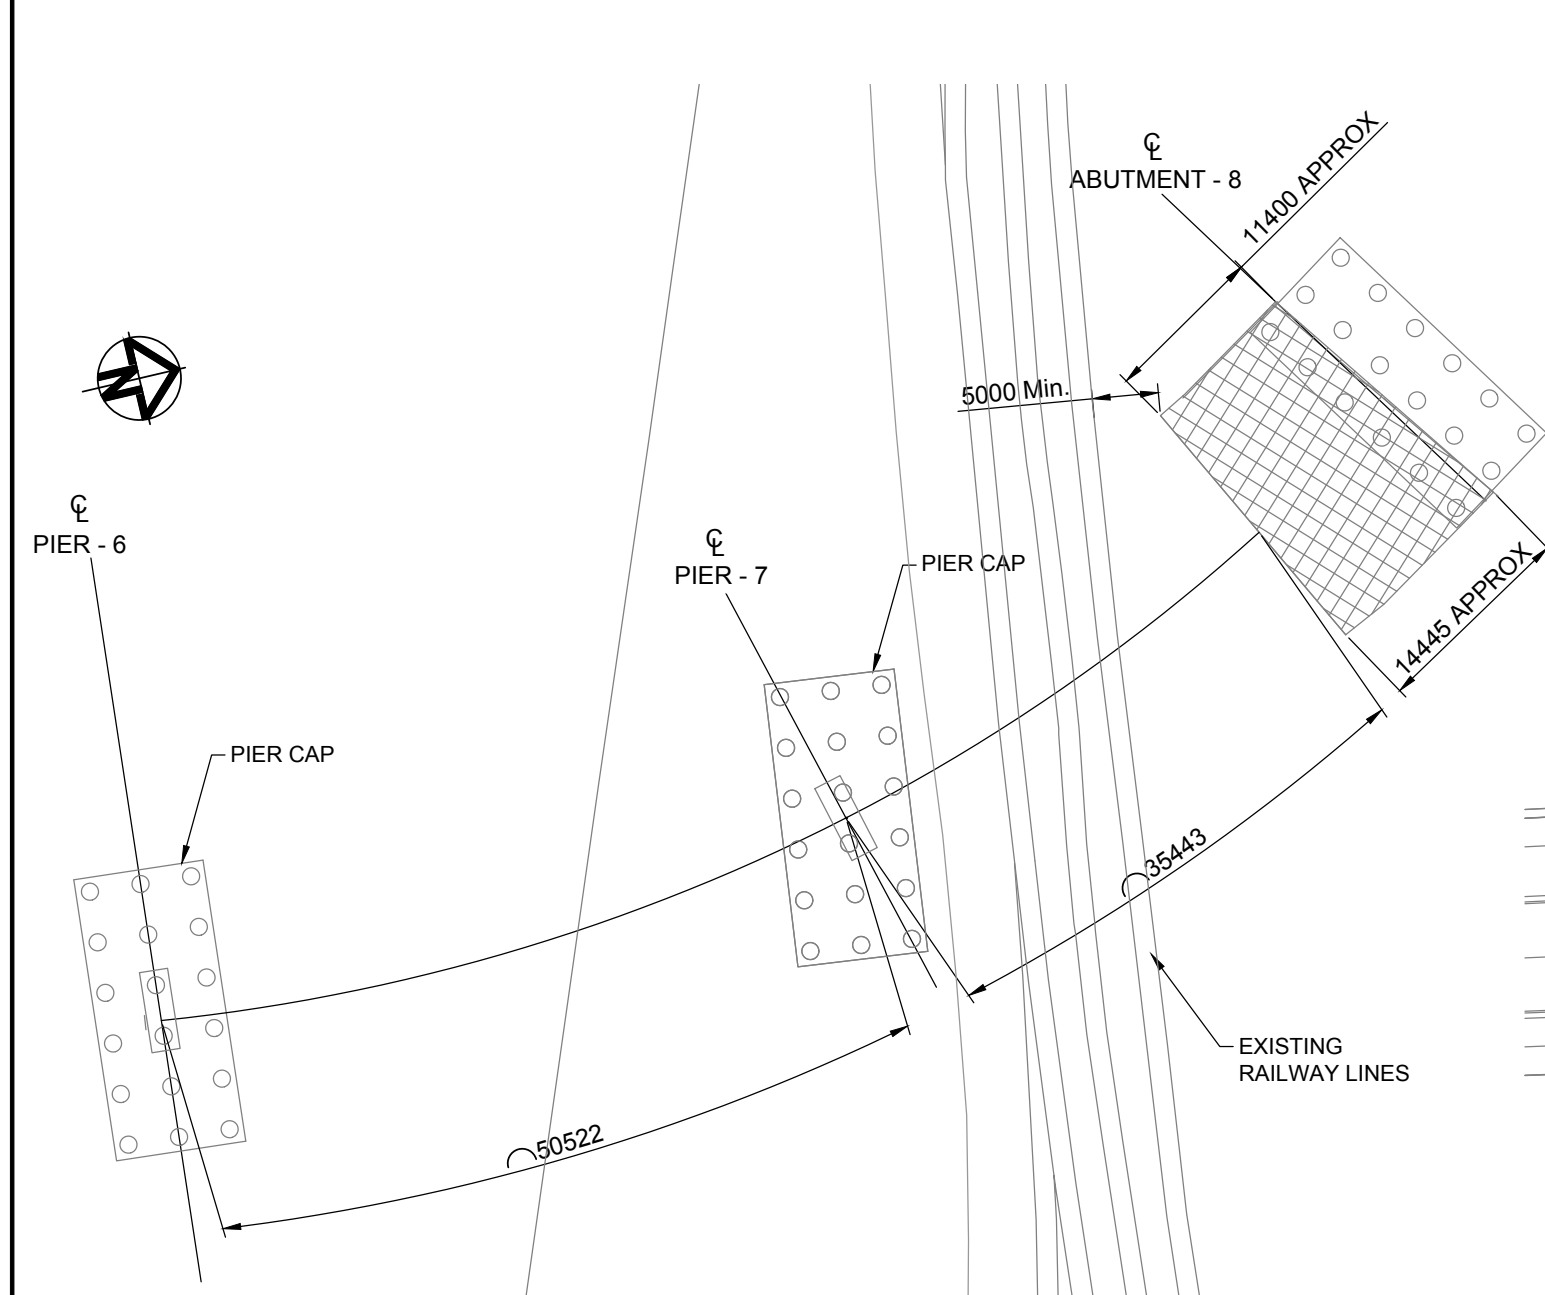 ℄
ABUTMENT - 8
11400 APPROX
5000 Min.
N
℄
PIER - 6
℄
PIER - 7
PIER CAP
14445 APPROX
PIER CAP
35443
EXISTING
RAILWAY LINES
50522